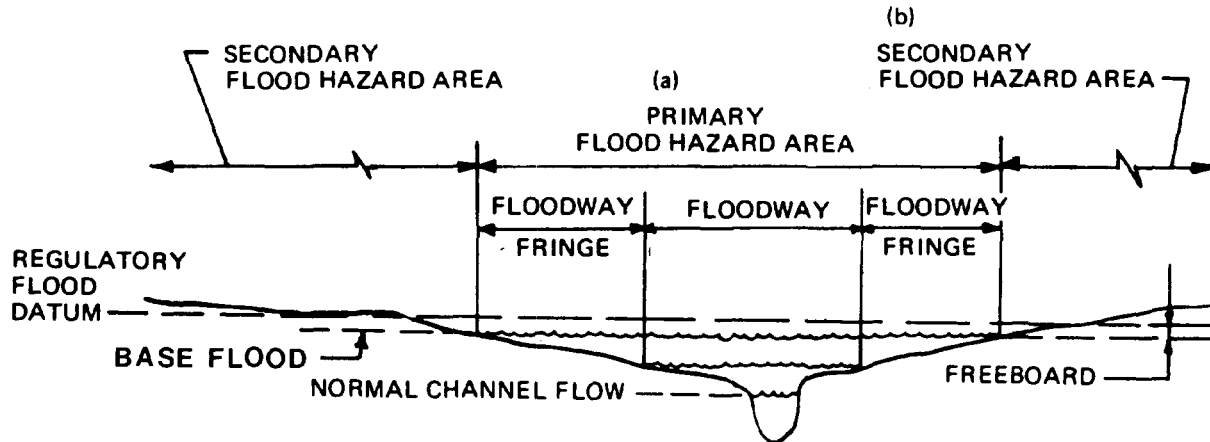 (b)
SECONDARY
FLOOD HAZARD AREA
(a)
PRIMARY
FLOOD HAZARD AREA
SECONDARY
FLOOD HAZARD AREA
FLOODWAY
FRINGE
FLOODWAY
FLOODWAY
FRINGE
REGULATORY
FLOOD
DATUM
BASE FLOOD
NORMAL CHANNEL FLOW
FREEBOARD